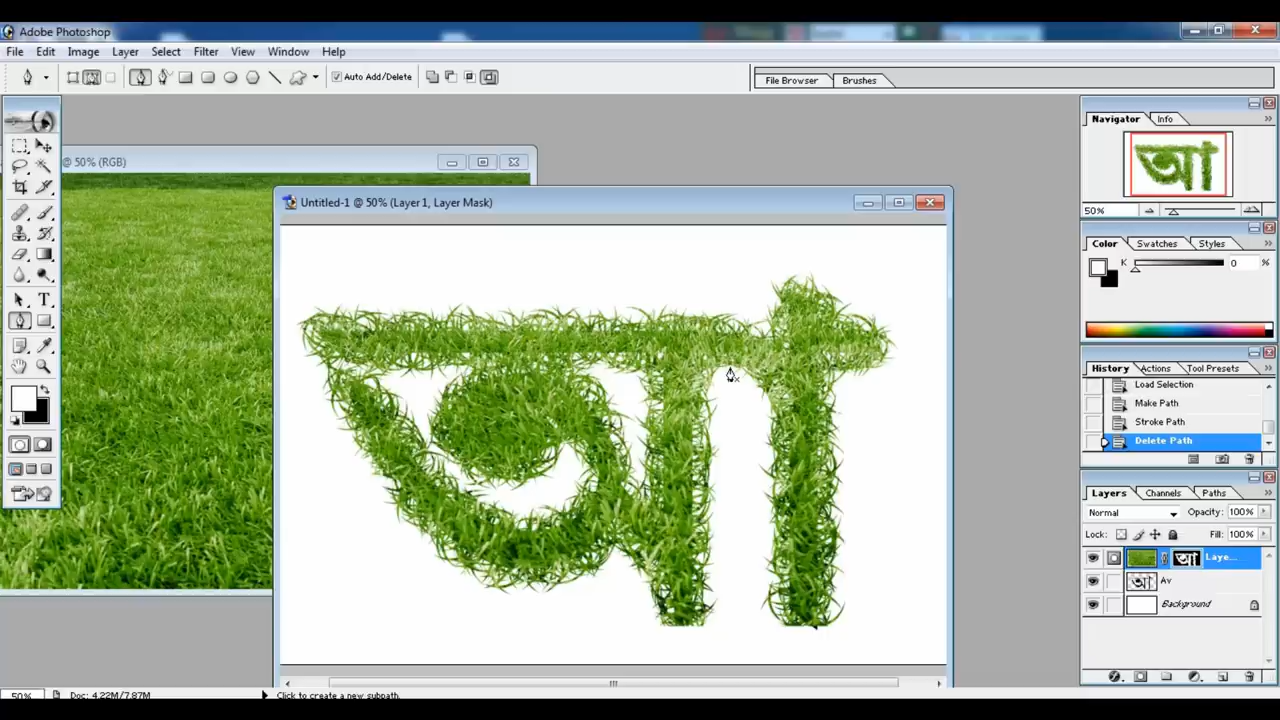 Adobe Photoshop
File Edit Image Layer Select Filter View Window Help
Auto Add/Delete
File Browser Brushes
@ 50% (RGB)
Untitled-1 @ 50% (Layer 1, Layer Mask)
আ
Navigator Info
আ
50%
Color Swatches Styles
K 0 %
History Actions Tool Presets
Load Selection
Make Path
Stroke Path
Delete Path
Layers Channels Paths
Normal Opacity: 100%
Lock: Fill: 100%
আ Laye...
Av
Background
50% Doc: 4.22M/7.87M Click to create a new subpath.